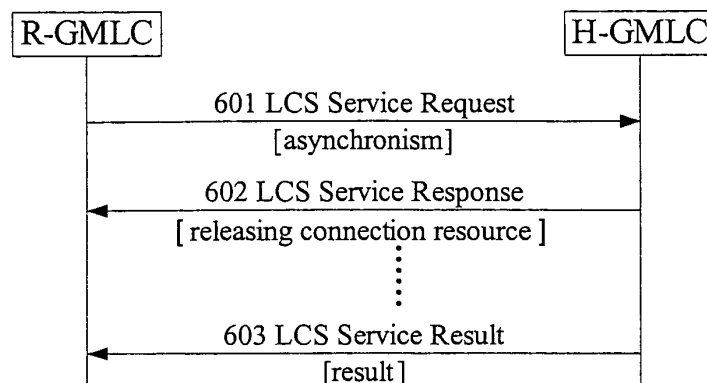 R-GMLC
H-GMLC
601 LCS Service Request
[asynchronism]
602 LCS Service Response
[ releasing connection resource ]
603 LCS Service Result
[result]